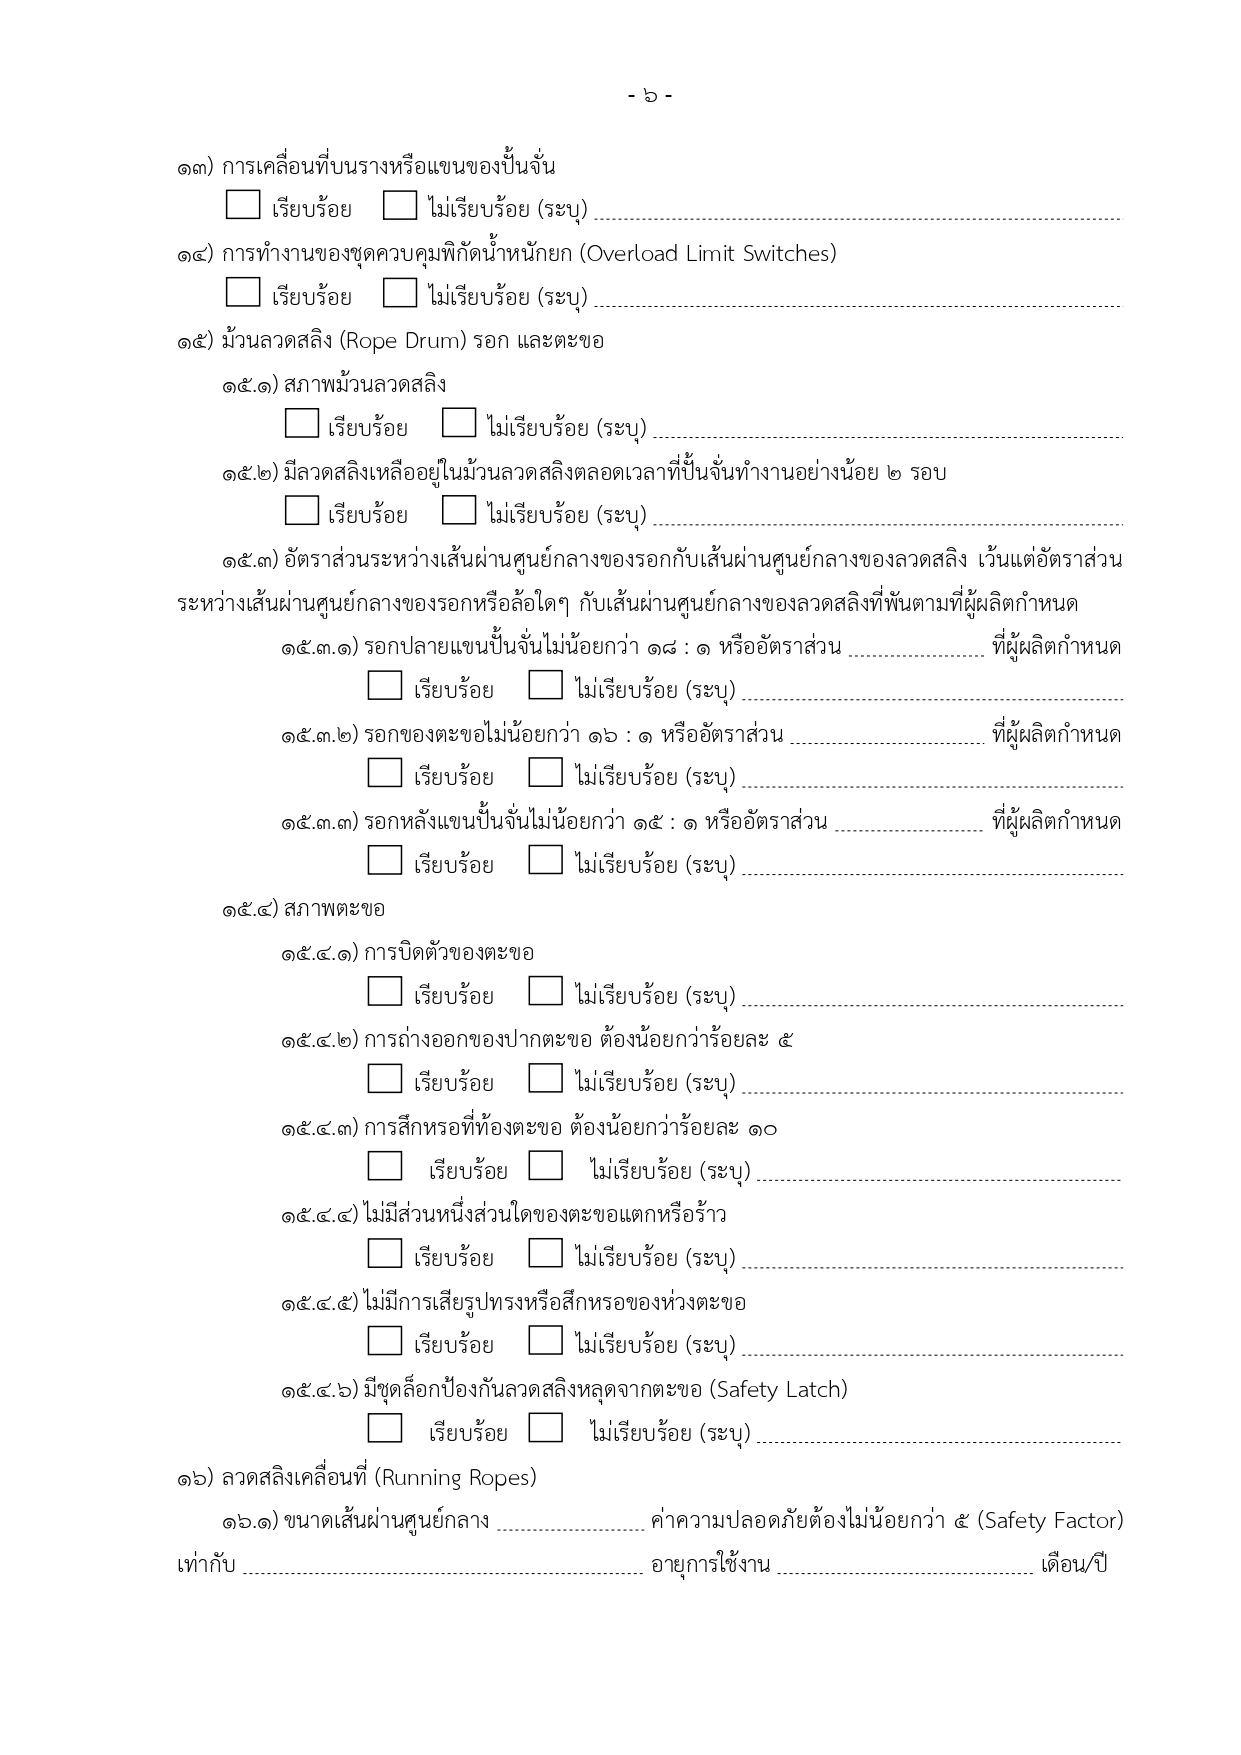 - ๖ -
๑๓) การเคลื่อนที่บนรางหรือแขนของปั้นจั่น
เรียบร้อย ไม่เรียบร้อย (ระบุ)
๑๔) การทำงานของชุดควบคุมพิกัดน้ำหนักยก (Overload Limit Switches)
เรียบร้อย ไม่เรียบร้อย (ระบุ)
๑๕) ม้วนลวดสลิง (Rope Drum) รอก และตะขอ
๑๕.๑) สภาพม้วนลวดสลิง
เรียบร้อย ไม่เรียบร้อย (ระบุ)
๑๕.๒) มีลวดสลิงเหลืออยู่ในม้วนลวดสลิงตลอดเวลาที่ปั้นจั่นทำงานอย่างน้อย ๒ รอบ
เรียบร้อย ไม่เรียบร้อย (ระบุ)
๑๕.๓) อัตราส่วนระหว่างเส้นผ่านศูนย์กลางของรอกกับเส้นผ่านศูนย์กลางของลวดสลิง เว้นแต่อัตราส่วน
ระหว่างเส้นผ่านศูนย์กลางของรอกหรือล้อใดๆ กับเส้นผ่านศูนย์กลางของลวดสลิงที่พันตามที่ผู้ผลิตกำหนด
๑๕.๓.๑) รอกปลายแขนปั้นจั่นไม่น้อยกว่า ๑๘ : ๑ หรืออัตราส่วน ที่ผู้ผลิตกำหนด
เรียบร้อย ไม่เรียบร้อย (ระบุ)
๑๕.๓.๒) รอกของตะขอไม่น้อยกว่า ๑๖ : ๑ หรืออัตราส่วน ที่ผู้ผลิตกำหนด
เรียบร้อย ไม่เรียบร้อย (ระบุ)
๑๕.๓.๓) รอกหลังแขนปั้นจั่นไม่น้อยกว่า ๑๕ : ๑ หรืออัตราส่วน ที่ผู้ผลิตกำหนด
เรียบร้อย ไม่เรียบร้อย (ระบุ)
๑๕.๔) สภาพตะขอ
๑๕.๔.๑) การบิดตัวของตะขอ
เรียบร้อย ไม่เรียบร้อย (ระบุ)
๑๕.๔.๒) การถ่างออกของปากตะขอ ต้องน้อยกว่าร้อยละ ๕
เรียบร้อย ไม่เรียบร้อย (ระบุ)
๑๕.๔.๓) การสึกหรอที่ท้องตะขอ ต้องน้อยกว่าร้อยละ ๑๐
เรียบร้อย ไม่เรียบร้อย (ระบุ)
๑๕.๔.๔) ไม่มีส่วนหนึ่งส่วนใดของตะขอแตกหรือร้าว
เรียบร้อย ไม่เรียบร้อย (ระบุ)
๑๕.๔.๕) ไม่มีการเสียรูปทรงหรือสึกหรอของห่วงตะขอ
เรียบร้อย ไม่เรียบร้อย (ระบุ)
๑๕.๔.๖) มีชุดล็อกป้องกันลวดสลิงหลุดจากตะขอ (Safety Latch)
เรียบร้อย ไม่เรียบร้อย (ระบุ)
๑๖) ลวดสลิงเคลื่อนที่ (Running Ropes)
๑๖.๑) ขนาดเส้นผ่านศูนย์กลาง ค่าความปลอดภัยต้องไม่น้อยกว่า ๕ (Safety Factor)
เท่ากับ อายุการใช้งาน เดือน/ปี